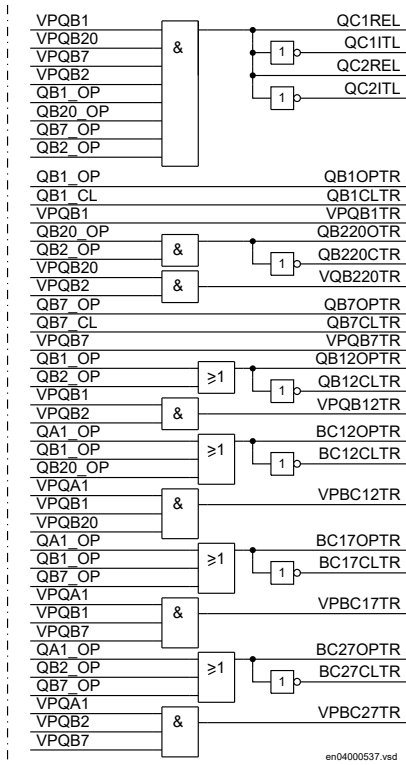 VPQB1
VPQB20
VPQB7
VPQB2
QB1_OP
QB20_OP
QB7_OP
QB2_OP
&
1
1
QC1REL
QC1ITL
QC2REL
QC2ITL
QB1_OP QB1OPTR
QB1_CL QB1CLTR
VPQB1 VPQB1TR
QB20_OP QB220OTR
QB2_OP & 1 QB220CTR
VPQB20 VQB220TR
VPQB2 &
QB7_OP QB7OPTR
QB7_CL QB7CLTR
VPQB7 VPQB7TR
QB1_OP QB12OPTR
QB2_OP ≥1 1 QB12CLTR
VPQB1 VPQB12TR
VPQB2 &
QA1_OP BC12OPTR
QB1_OP ≥1 1 BC12CLTR
QB20_OP
VPQA1
VPQB1 & VPBC12TR
VPQB20
QA1_OP BC17OPTR
QB1_OP ≥1 1 BC17CLTR
QB7_OP
VPQA1
VPQB1 & VPBC17TR
VPQB7
QA1_OP BC27OPTR
QB2_OP ≥1 1 BC27CLTR
QB7_OP
VPQA1
VPQB2 & VPBC27TR
VPQB7
en04000537.vsd